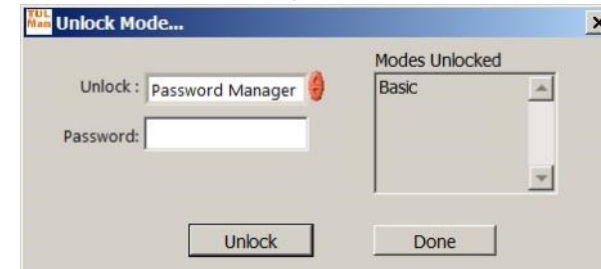 TUL
Man Unlock Mode...
Modes Unlocked
Unlock : Password Manager
Basic
Password:
Unlock
Done